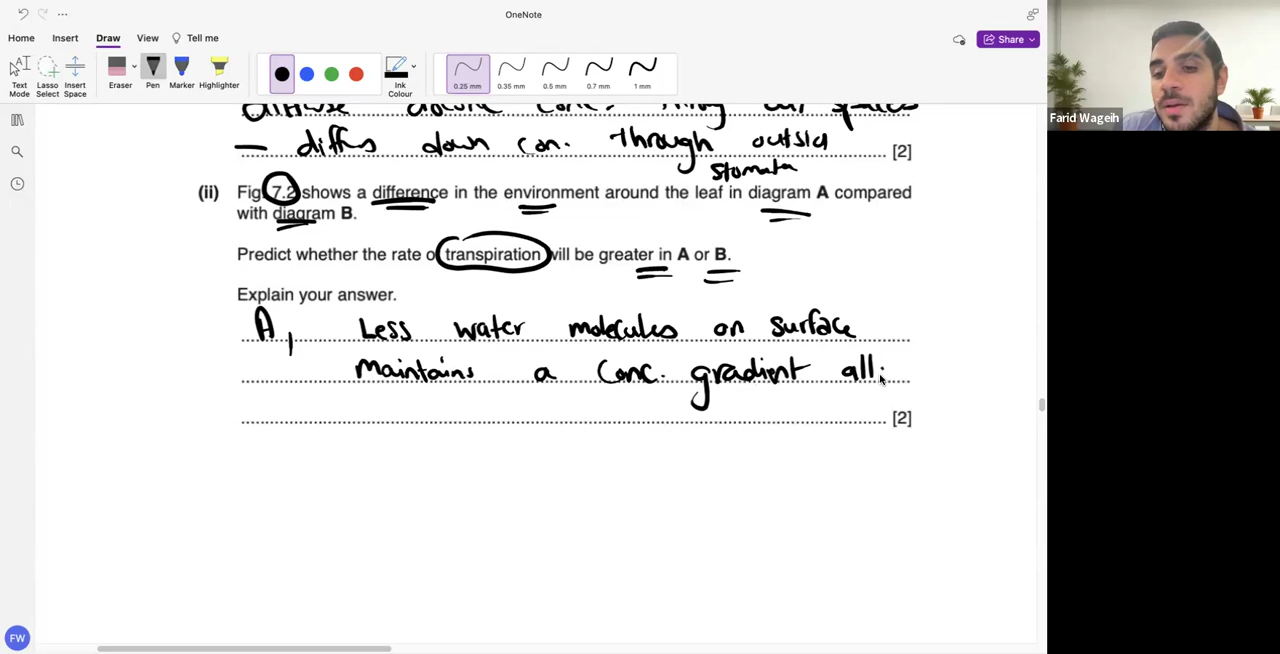 OneNote
Home Insert Draw View Tell me
Share
Text Mode Lasso Select Insert Space Eraser Pen Marker Highlighter Ink Colour 0.25 mm 0.35 mm 0.5 mm 0.7 mm 1 mm
Farid Wageih
— diffus down con. through outsid [2]
stomata
(ii) Fig. 7.2 shows a difference in the environment around the leaf in diagram A compared
with diagram B.
Predict whether the rate o transpiration will be greater in A or B.
Explain your answer.
A, Less water molecules on surface
Maintains a Conc. gradient all
[2]
FW